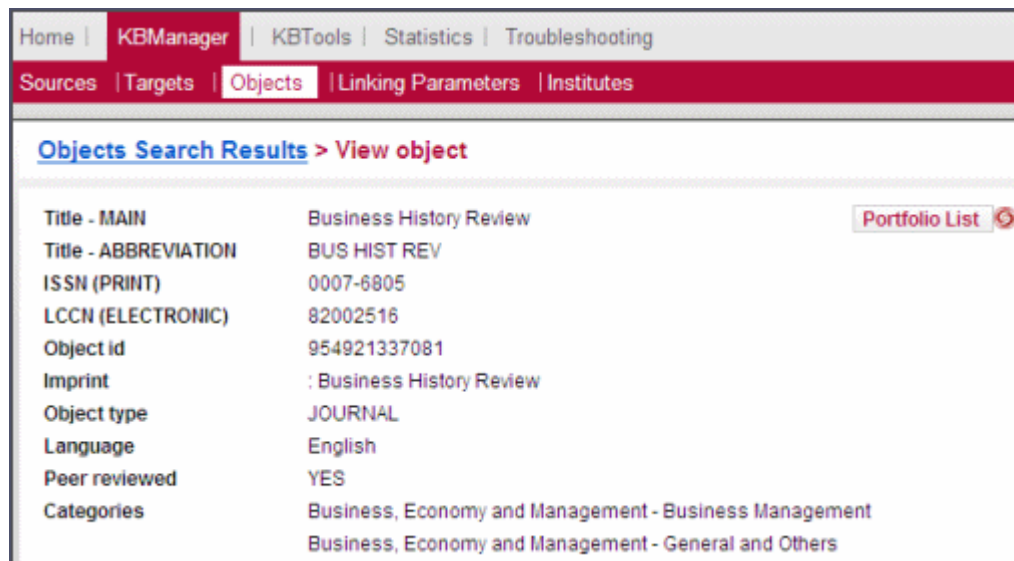 Home | KBManager | KBTools | Statistics | Troubleshooting
Sources | Targets | Objects | Linking Parameters | Institutes
Objects Search Results > View object
Title - MAIN Business History Review Portfolio List
Title - ABBREVIATION BUS HIST REV
ISSN (PRINT) 0007-6805
LCCN (ELECTRONIC) 82002516
Object id 954921337081
Imprint : Business History Review
Object type JOURNAL
Language English
Peer reviewed YES
Categories Business, Economy and Management - Business Management
Business, Economy and Management - General and Others